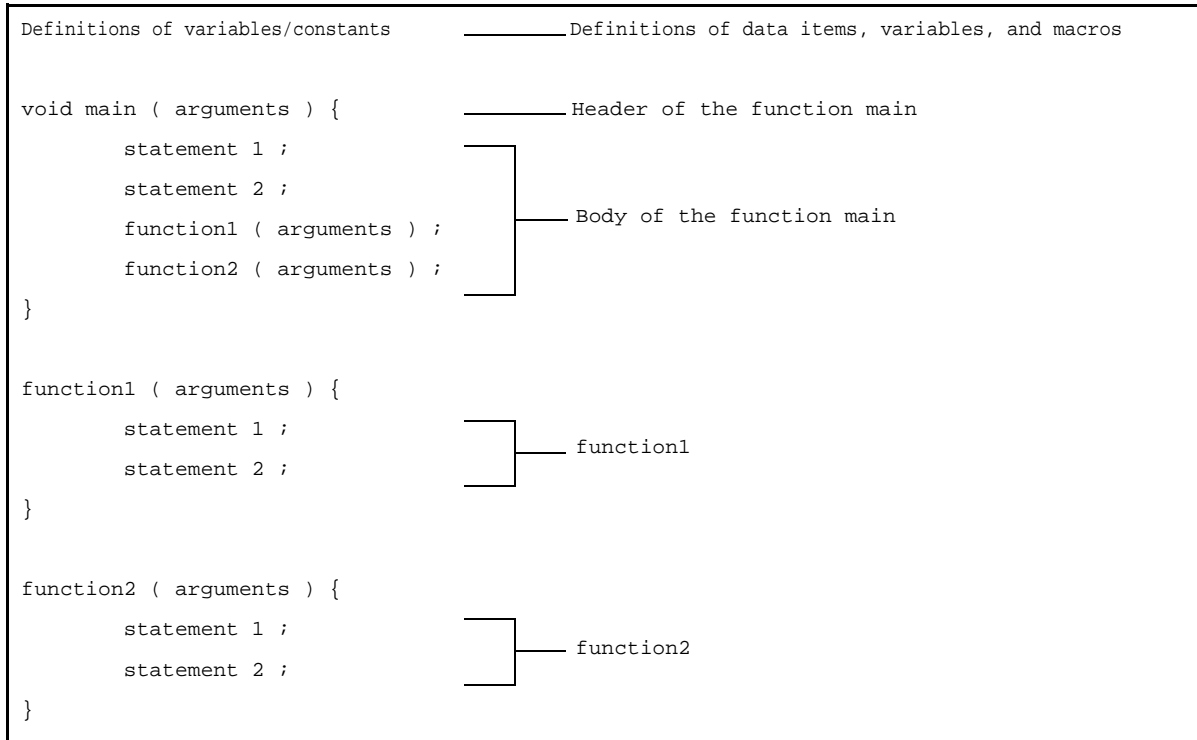 Definitions of variables/constants Definitions of data items, variables, and macros
void main ( arguments ) { Header of the function main
statement 1 ;
statement 2 ;
function1 ( arguments ) ; Body of the function main
function2 ( arguments ) ;
}
function1 ( arguments ) {
statement 1 ; function1
statement 2 ;
}
function2 ( arguments ) {
statement 1 ; function2
statement 2 ;
}